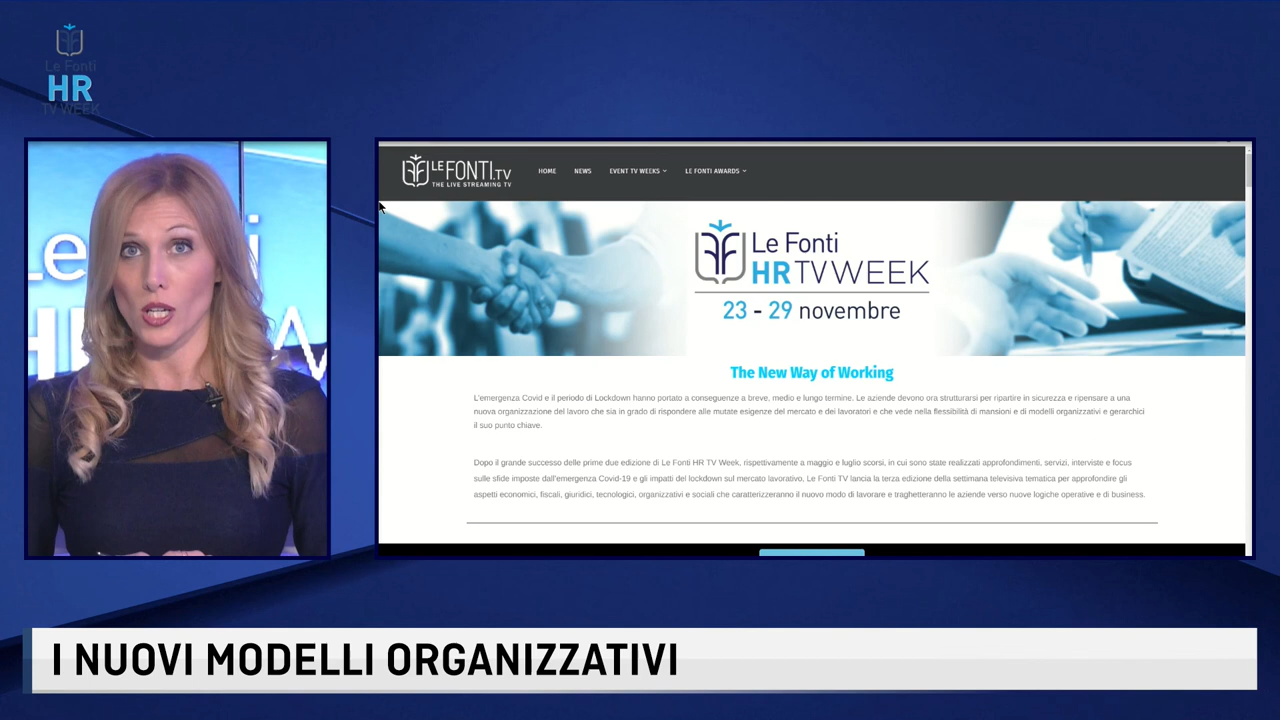 Le Fonti
HR
TV WEEK
Le
i
H
W
LE FONTI.TV
THE LIVE STREAMING TV
HOME NEWS EVENT TV WEEKS LE FONTI AWARDS
Le Fonti
HR TV WEEK
23 - 29 novembre
The New Way of Working
L'emergenza Covid e il periodo di Lockdown hanno portato a conseguenze a breve, medio e lungo termine. Le aziende devono ora strutturarsi per ripartire in sicurezza e ripensare a una
nuova organizzazione del lavoro che sia in grado di rispondere alle mutate esigenze del mercato e dei lavoratori e che vede nella flessibilità di mansioni e di modelli organizzativi e gerarchici
il suo punto chiave.
Dopo il grande successo delle prime due edizione di Le Fonti HR TV Week, rispettivamente a maggio e luglio scorsi, in cui sono state realizzati approfondimenti, servizi, interviste e focus
sulle sfide imposte dall'emergenza Covid-19 e gli impatti del lockdown sul mercato lavorativo, Le Fonti TV lancia la terza edizione della settimana televisiva tematica per approfondire gli
aspetti economici, fiscali, giuridici, tecnologici, organizzativi e sociali che caratterizzeranno il nuovo modo di lavorare e traghetteranno le aziende verso nuove logiche operative e di business.
I NUOVI MODELLI ORGANIZZATIVI